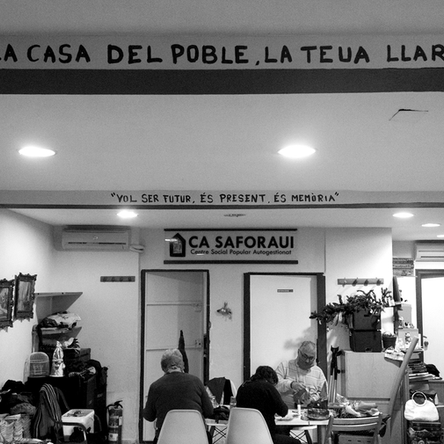 LA CASA DEL POBLE, LA TEUA LLAR
"VOL SER FUTUR, ÉS PRESENT, ÉS MEMÒRIA"
CA SAFORAUI
Centre Social Popular Autogestionat